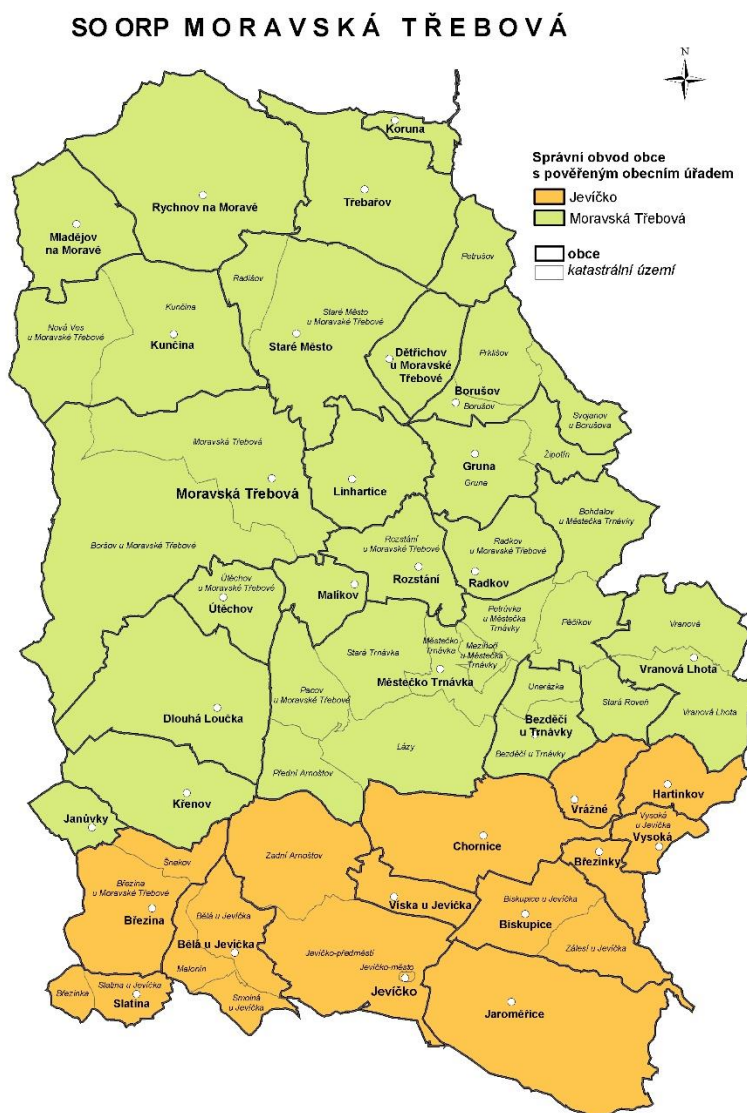 SO ORP MORAVSKÁ TŘEBOVÁ
N
Správní obvod obce
s pověřeným obecním úřadem
Jevíčko
Moravská Třebová
obce
katastrální území
Koruna
Rychnov na Moravě
Třebařov
Mladějov
na Moravě
Petrušov
Radišov
Kunčina
Staré Město
u Moravské Třebové
Nová Ves
u Moravské Třebové
Kunčina
Staré Město
Dětřichov
u Moravské
Třebové
Prklišov
Borušov
Borušov
Svojanov
u Borušova
Moravská Třebová
Žipotín
Gruna
Gruna
Linhartice
Moravská Třebová
Bohdalov
u Městečka
Trnávky
Boršov u Moravské Třebové
Rozstání
u Moravské Třebové
Radkov
u Moravské Třebové
Rozstání
Radkov
Útěchov
u Moravské Třebové
Útěchov
Malíkov
Petrůvka
u Městečka
Trnávky
Pěčíkov
Vranová
Stará Trnávka
Městečko
Trnávka
Mezihoří
u Městečka
Trnávky
Vranová Lhota
Městečko Trnávka
Pacov
u Moravské Třebové
Unerázka
Stará Roveň
Dlouhá Loučka
Bezděčí
u Trnávky
Vranová Lhota
Lázy
Bezděčí u Trnávky
Přední Arnoštov
Křenov
Hartinkov
Vrážné
Janůvky
Vysoká
u Jevíčka
Vysoká
Chornice
Zadní Arnoštov
Šnekov
Březinky
Březina
u Moravské Třebové
Biskupice u Jevíčka
Víska u Jevíčka
Březina
Bělá u Jevíčka
Biskupice
Bělá u Jevíčka
Zálesí u Jevíčka
Jevíčko-předměstí
Malonín
Jevíčko-město
Jevíčko
Březinka
Slatina u Jevíčka
Slatina
Smolná
u Jevíčka
Jaroměřice